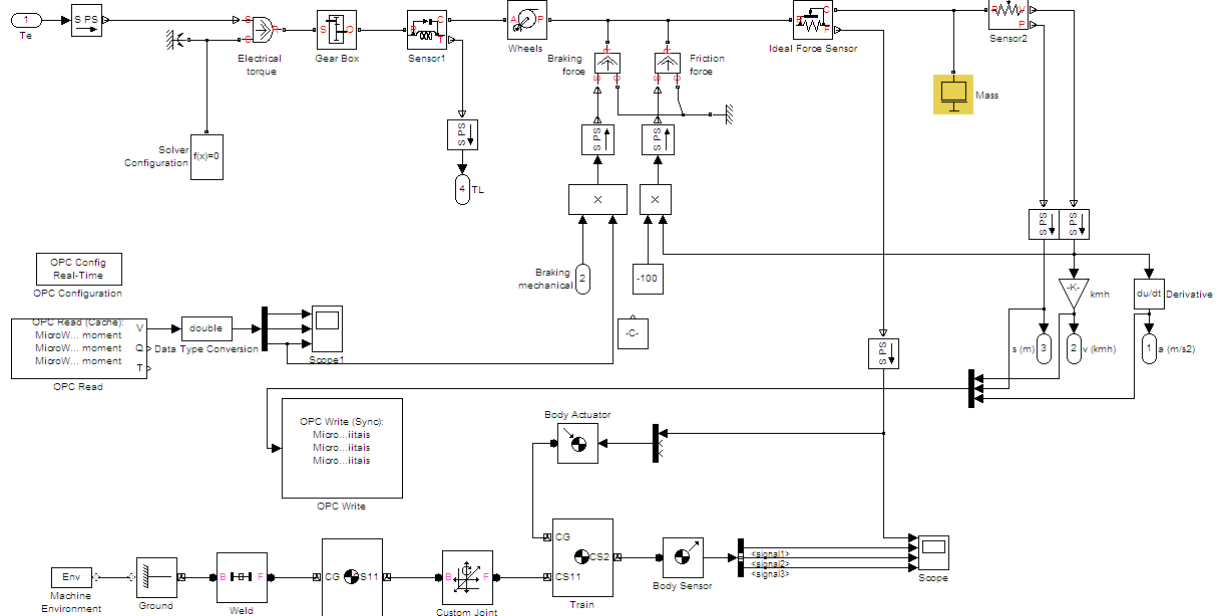 1
Te
S PS
S
C
R
Electrical
torque
Gear Box
Sensor1
C
T
A
P
Wheels
Braking
force
Friction
force
S
C
S
C
Ideal Force Sensor
C
F
V
P
Sensor2
Mass
Solver
Configuration
f(x)=0
S PS
4
TL
S PS
S PS
×
×
S PS
S PS
Braking
mechanical
2
-100
-C-
OPC Config
Real-Time
OPC Configuration
OPC Read (Cache):
MicroW... moment
MicroW... moment
MicroW... moment
V
Q
T
OPC Read
double
Data Type Conversion
Scope1
-K-
kmh
du/dt
Derivative
s (m)
3
2
v (kmh)
1
a (m/s2)
S PS
OPC Write (Sync):
Micro...iitais
Micro...iitais
Micro...iitais
OPC Write
Body Actuator
CG
CS2
CS11
Train
Body Sensor
<signal1>
<signal2>
<signal3>
Scope
Env
Machine
Environment
Ground
B
F
Weld
CG
CS11
B
F
Custom Joint